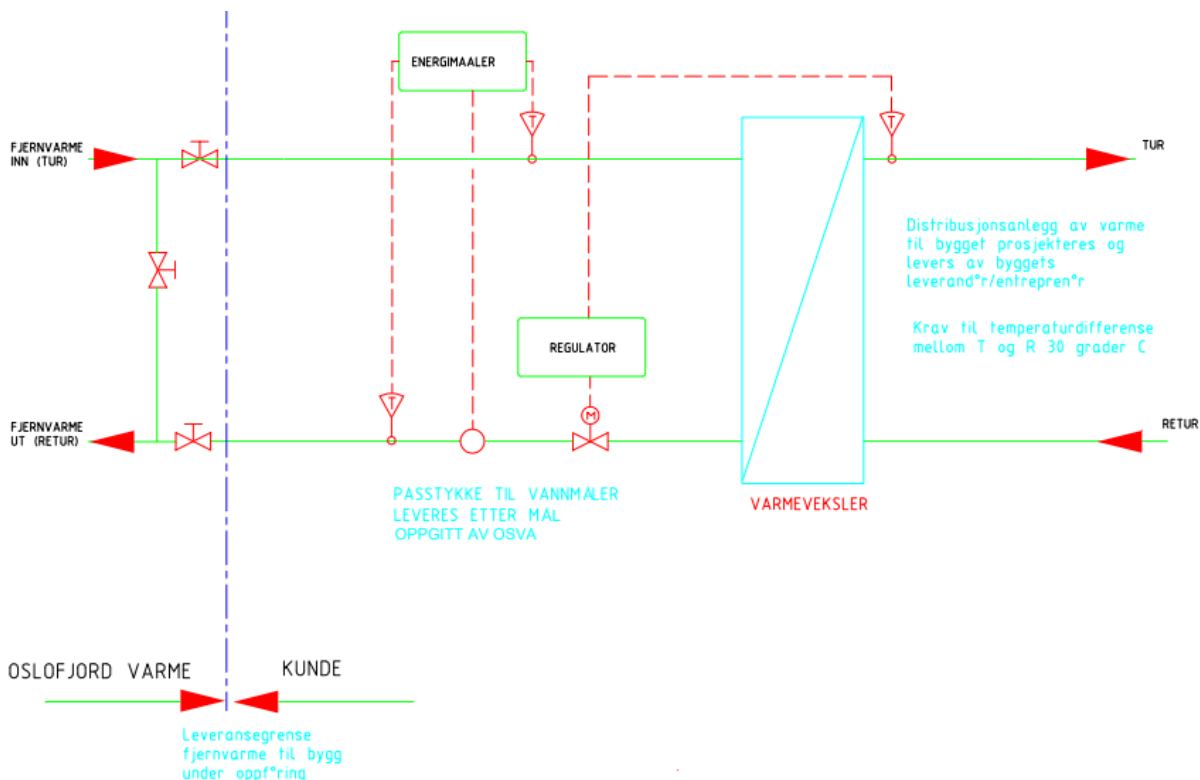 ENERGIMAALER
FJERNVARME
INN (TUR)
T
T
T
TUR
Distribusjonsanlegg av varme
til bygget prosjekteres og
levers av byggets
leverand°r/entrepren°r
Krav til temperaturdifferense
mellom T og R 30 grader C
REGULATOR
T
M
FJERNVARME
UT (RETUR)
RETUR
PASSTYKKE TIL VANNMÅLER
LEVERES ETTER MÅL
OPPGITT AV OSVA
VARMEVEKSLER
OSLOFJORD VARME
KUNDE
Leveransegrense
fjernvarme til bygg
under oppf°ring